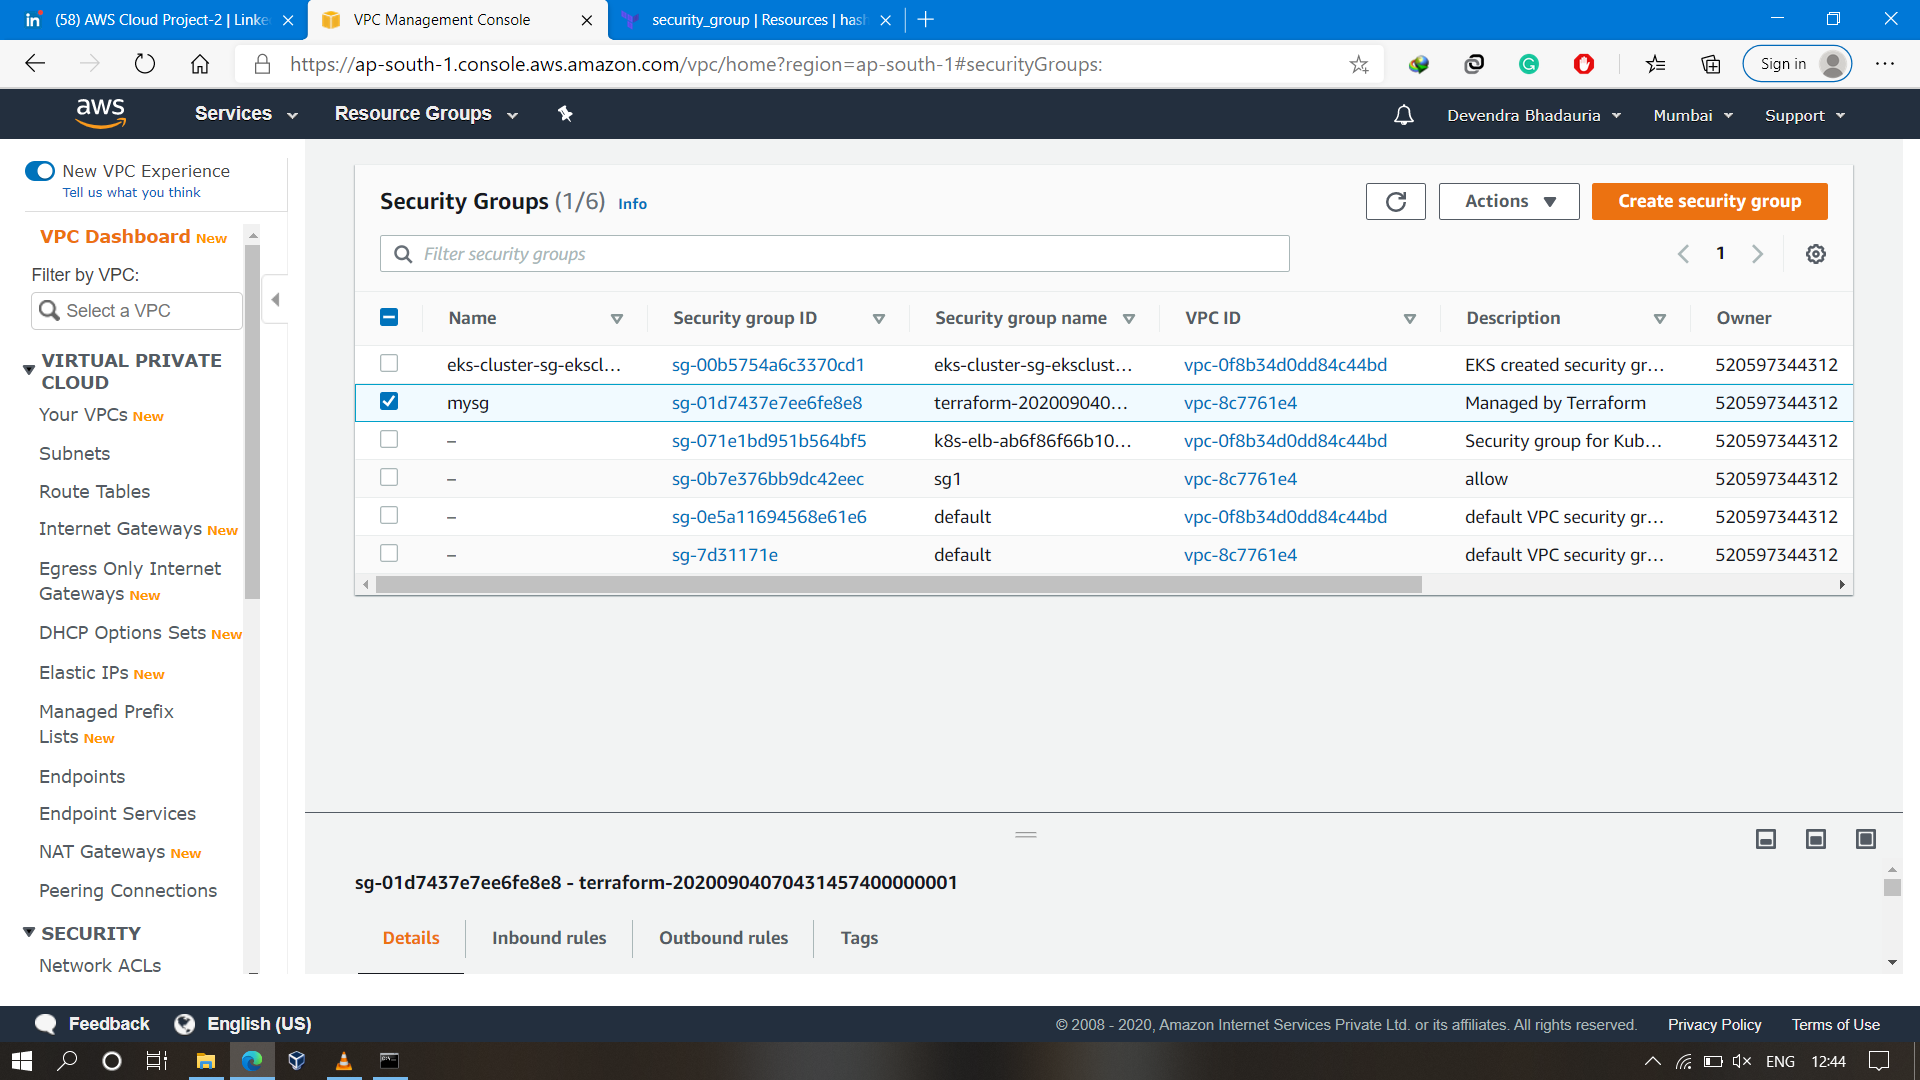 (58) AWS Cloud Project-2 | Linke
VPC Management Console
security_group | Resources | hash
https://ap-south-1.console.aws.amazon.com/vpc/home?region=ap-south-1#securityGroups:
Sign in
aws
Services
Resource Groups
Devendra Bhadauria
Mumbai
Support
New VPC Experience
Tell us what you think
VPC Dashboard New
Filter by VPC:
Select a VPC
VIRTUAL PRIVATE
CLOUD
Your VPCs New
Subnets
Route Tables
Internet Gateways New
Egress Only Internet
Gateways New
DHCP Options Sets New
Elastic IPs New
Managed Prefix
Lists New
Endpoints
Endpoint Services
NAT Gateways New
Peering Connections
SECURITY
Network ACLs
Security Groups (1/6) Info
Actions
Create security group
Filter security groups
1
Name Security group ID Security group name VPC ID Description Owner
eks-cluster-sg-ekscl... sg-00b5754a6c3370cd1 eks-cluster-sg-eksclust... vpc-0f8b34d0dd84c44bd EKS created security gr... 520597344312
mysg sg-01d7437e7ee6fe8e8 terraform-202009040... vpc-8c7761e4 Managed by Terraform 520597344312
– sg-071e1bd951b564bf5 k8s-elb-ab6f86f66b10... vpc-0f8b34d0dd84c44bd Security group for Kub... 520597344312
– sg-0b7e376bb9dc42eec sg1 vpc-8c7761e4 allow 520597344312
– sg-0e5a11694568e61e6 default vpc-0f8b34d0dd84c44bd default VPC security gr... 520597344312
– sg-7d31171e default vpc-8c7761e4 default VPC security gr... 520597344312
sg-01d7437e7ee6fe8e8 - terraform-20200904070431457400000001
Details
Inbound rules
Outbound rules
Tags
Feedback
English (US)
© 2008 - 2020, Amazon Internet Services Private Ltd. or its affiliates. All rights reserved.
Privacy Policy
Terms of Use
ENG
12:44